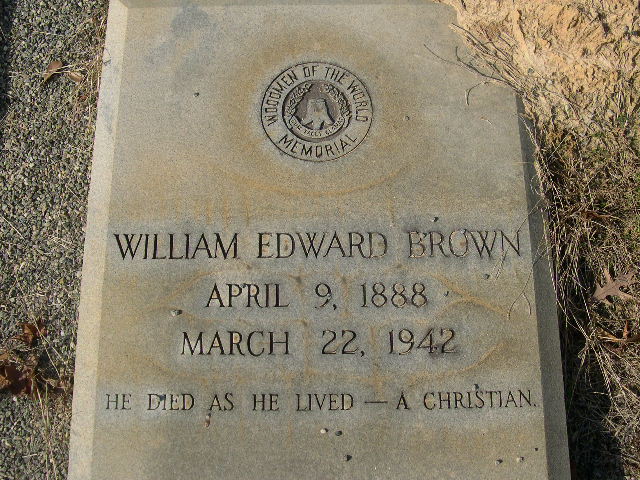 WOODMEN OF THE WORLD
MEMORIAL
WILLIAM EDWARD BROWN
APRIL 9, 1888
MARCH 22, 1942
HE DIED AS HE LIVED — A CHRISTIAN.